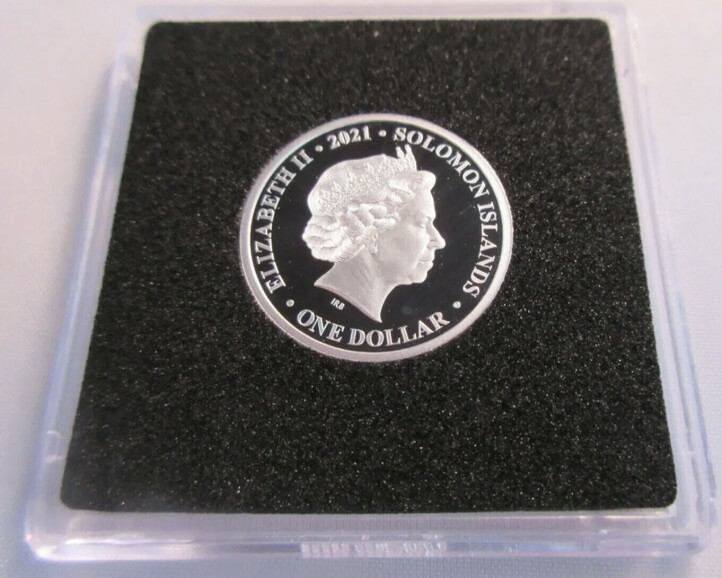 ELIZABETH II • 2021 • SOLOMON ISLANDS
• ONE DOLLAR •
IRB